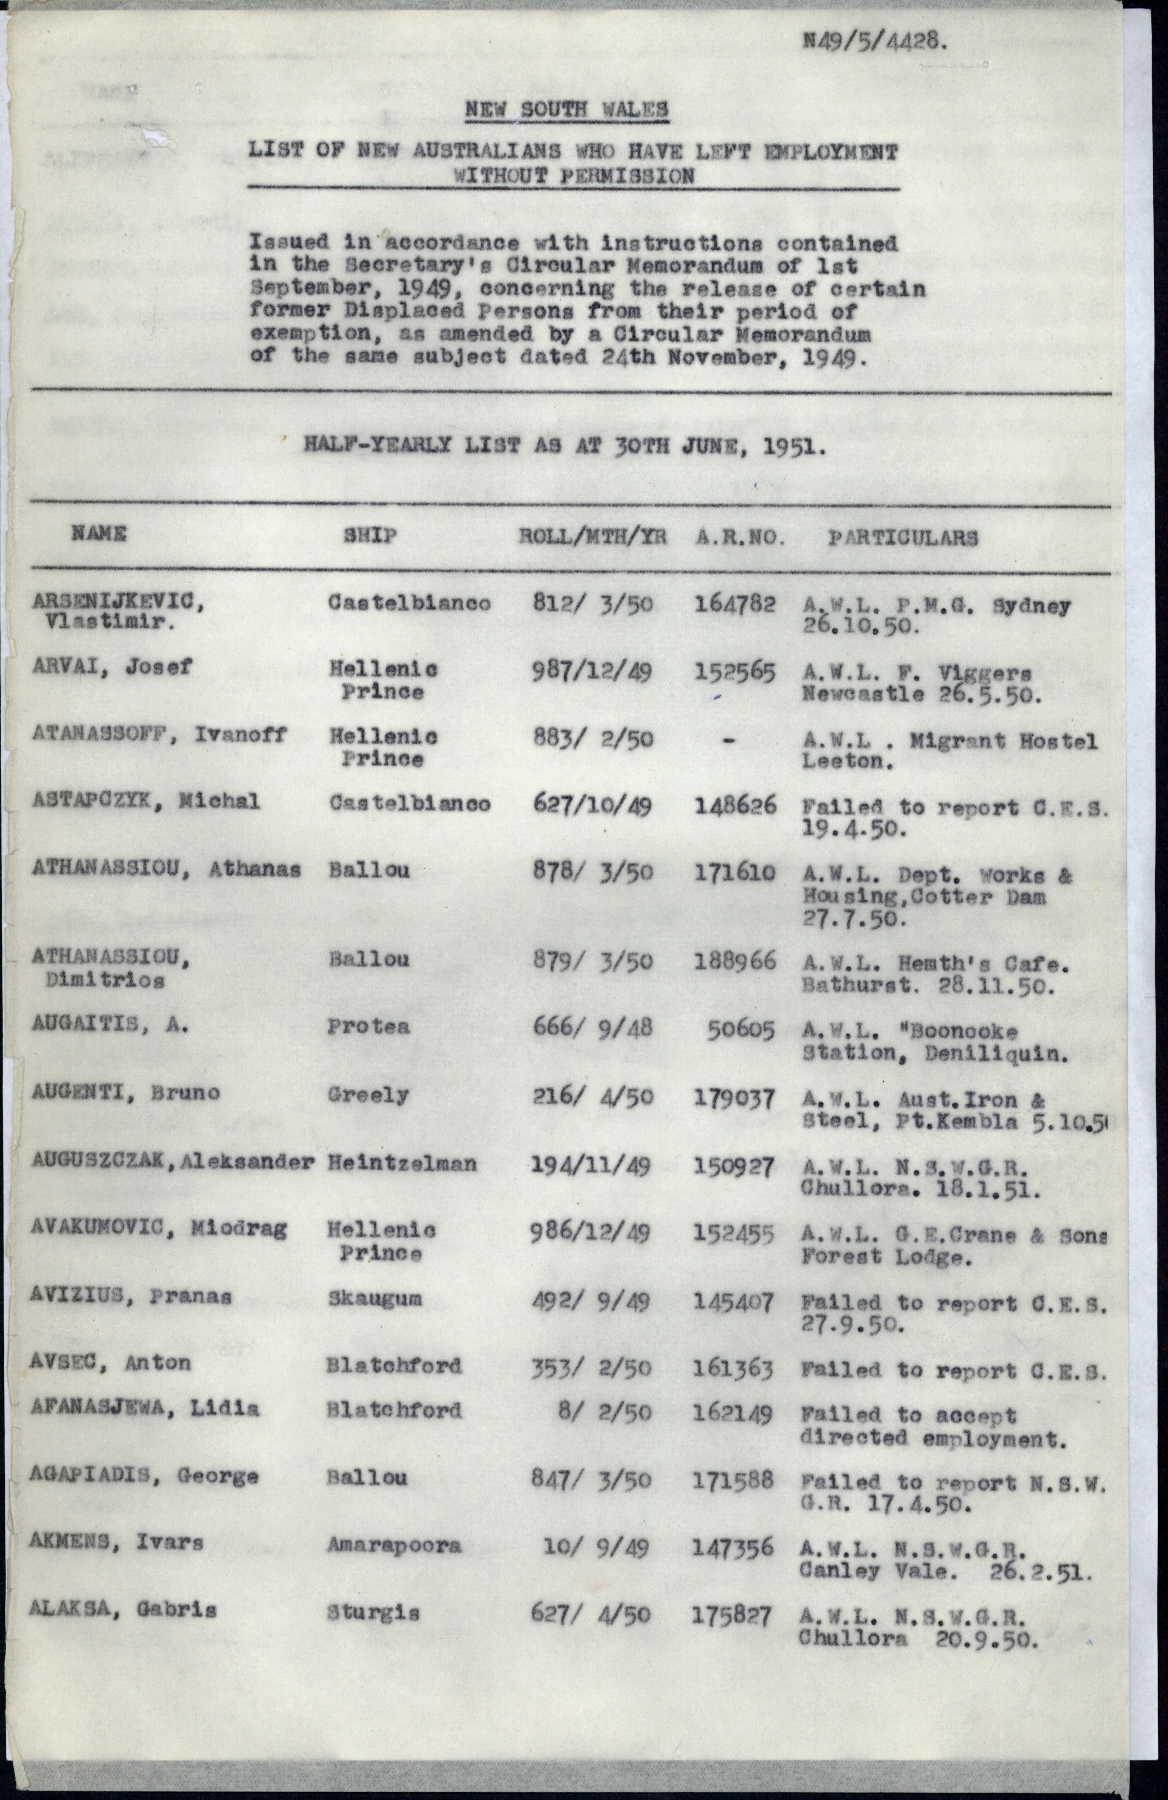 N49/5/4428.
NEW SOUTH WALES
LIST OF NEW AUSTRALIANS WHO HAVE LEFT EMPLOYMENT
WITHOUT PERMISSION
Issued in accordance with instructions contained
in the Secretary's Circular Memorandum of 1st
September, 1949, concerning the release of certain
former Displaced Persons from their period of
exemption, as amended by a Circular Memorandum
of the same subject dated 24th November, 1949.
HALF-YEARLY LIST AS AT 30TH JUNE, 1951.
NAME SHIP ROLL/MTH/YR A.R.NO. PARTICULARS
ARSENIJKEVIC, Castelbianco 812/ 3/50 164782 A.W.L. P.M.G. Sydney
Vlastimir. 26.10.50.
ARVAI, Josef Hellenic 987/12/49 152565 A.W.L. F. Viggers
Prince Newcastle 26.5.50.
ATANASSOFF, Ivanoff Hellenic 883/ 2/50 - A.W.L . Migrant Hostel
Prince Leeton.
ASTAPCZYK, Michal Castelbianco 627/10/49 148626 Failed to report C.E.S.
19.4.50.
ATHANASSIOU, Athanas Ballou 878/ 3/50 171610 A.W.L. Dept. Works &
Housing,Cotter Dam
27.7.50.
ATHANASSIOU, Ballou 879/ 3/50 188966 A.W.L. Hemth's Cafe.
Dimitrios Bathurst. 28.11.50.
AUGAITIS, A. Protea 666/ 9/48 50605 A.W.L. "Boonooke
Station, Deniliquin.
AUGENTI, Bruno Greely 216/ 4/50 179037 A.W.L. Aust.Iron &
Steel, Pt.Kembla 5.10.50
AUGUSZCZAK,Aleksander Heintzelman 194/11/49 150927 A.W.L. N.S.W.G.R.
Chullora. 18.1.51.
AVAKUMOVIC, Miodrag Hellenic 986/12/49 152455 A.W.L. G.E.Crane & Sons
Prince Forest Lodge.
AVIZIUS, Pranas Skaugum 492/ 9/49 145407 Failed to report C.E.S.
27.9.50.
AVSEC, Anton Blatchford 353/ 2/50 161363 Failed to report C.E.S.
AFANASJEWA, Lidia Blatchford 8/ 2/50 162149 Failed to accept
directed employment.
AGAPIADIS, George Ballou 847/ 3/50 171588 Failed to report N.S.W.
G.R. 17.4.50.
AKMENS, Ivars Amarapoora 10/ 9/49 147356 A.W.L. N.S.W.G.R.
Canley Vale. 26.2.51.
ALAKSA, Gabris Sturgis 627/ 4/50 175827 A.W.L. N.S.W.G.R.
Chullora 20.9.50.